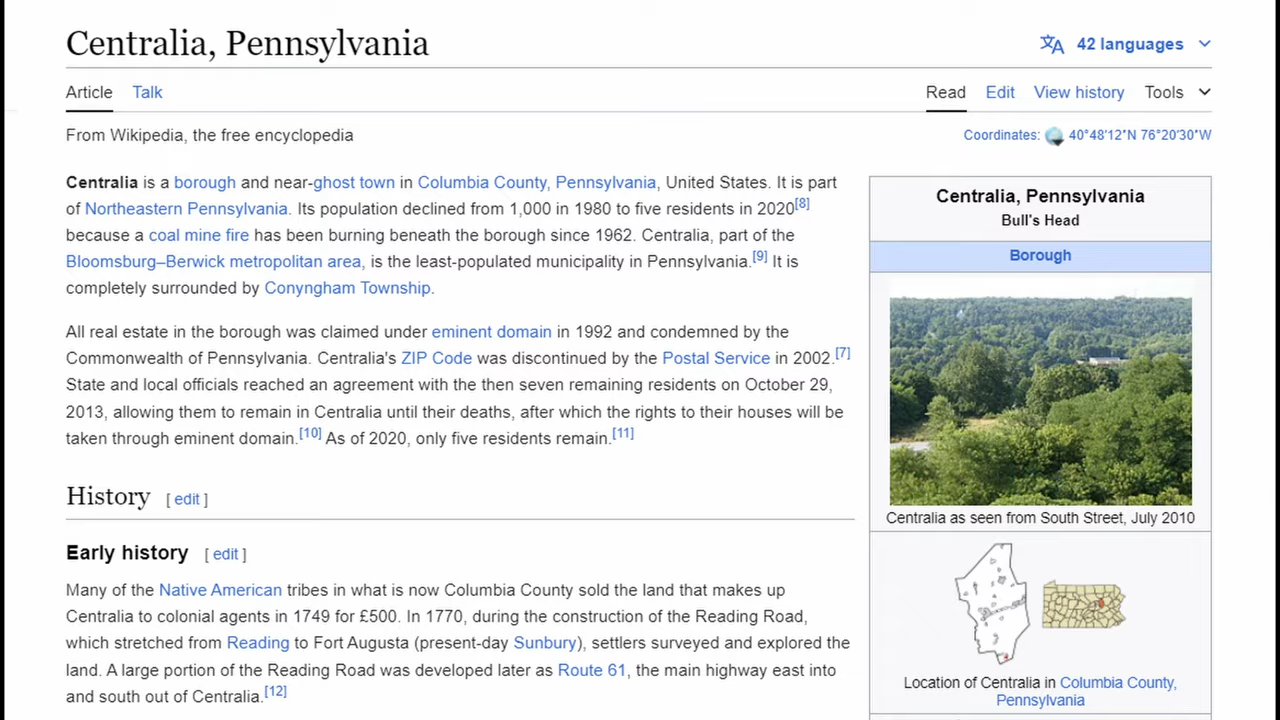 Centralia, Pennsylvania
42 languages
Article Talk
Read Edit View history Tools
From Wikipedia, the free encyclopedia
Coordinates: 40°48′12″N 76°20′30″W
Centralia is a borough and near-ghost town in Columbia County, Pennsylvania, United States. It is part
of Northeastern Pennsylvania. Its population declined from 1,000 in 1980 to five residents in 2020[8]
because a coal mine fire has been burning beneath the borough since 1962. Centralia, part of the
Bloomsburg–Berwick metropolitan area, is the least-populated municipality in Pennsylvania.[9] It is
completely surrounded by Conyngham Township.
All real estate in the borough was claimed under eminent domain in 1992 and condemned by the
Commonwealth of Pennsylvania. Centralia's ZIP Code was discontinued by the Postal Service in 2002.[7]
State and local officials reached an agreement with the then seven remaining residents on October 29,
2013, allowing them to remain in Centralia until their deaths, after which the rights to their houses will be
taken through eminent domain.[10] As of 2020, only five residents remain.[11]
History [ edit ]
Early history [ edit ]
Many of the Native American tribes in what is now Columbia County sold the land that makes up
Centralia to colonial agents in 1749 for £500. In 1770, during the construction of the Reading Road,
which stretched from Reading to Fort Augusta (present-day Sunbury), settlers surveyed and explored the
land. A large portion of the Reading Road was developed later as Route 61, the main highway east into
and south out of Centralia.[12]
Centralia, Pennsylvania
Bull's Head
Borough
Centralia as seen from South Street, July 2010
Location of Centralia in Columbia County,
Pennsylvania